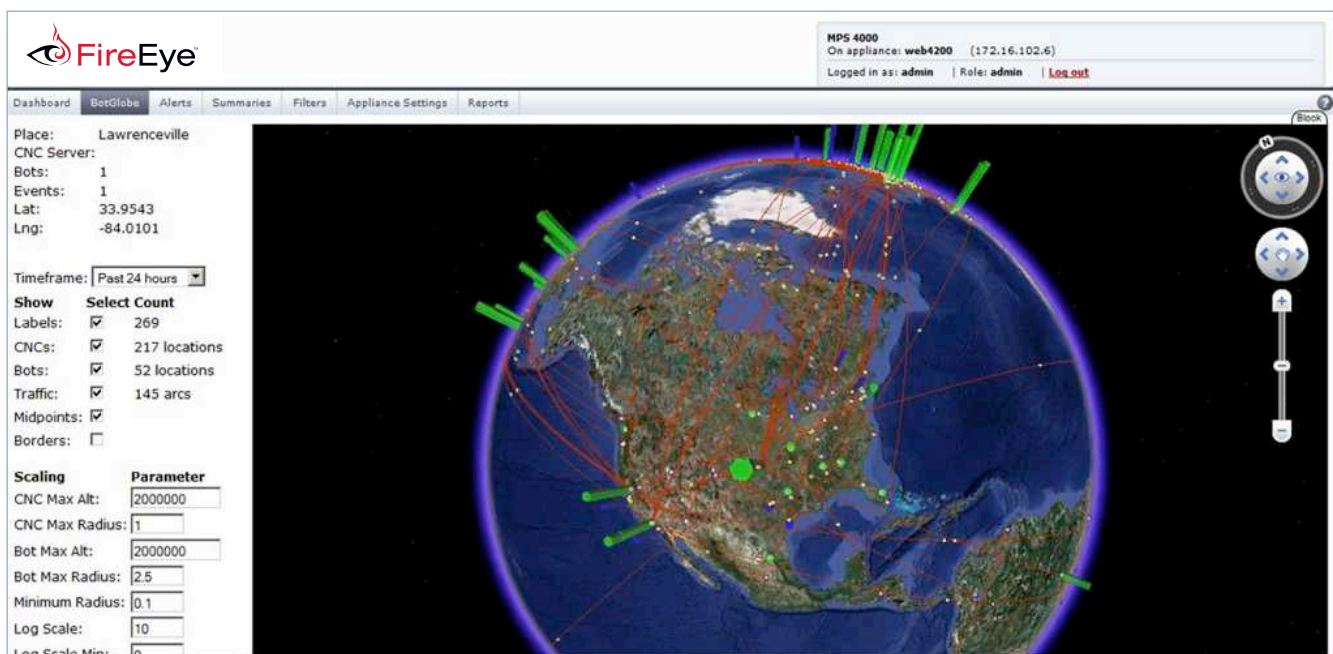 FireEye™
MPS 4000
On appliance: web4200 (172.16.102.6)
Logged in as: admin | Role: admin | Log out
Dashboard BotGlobe Alerts Summaries Filters Appliance Settings Reports ?
Block
Place: Lawrenceville
CNC Server:
Bots: 1
Events: 1
Lat: 33.9543
Lng: -84.0101
N
Timeframe: Past 24 hours
Show Select Count
Labels: 269
CNCs: 217 locations
Bots: 52 locations
Traffic: 145 arcs
Midpoints:
Borders:
Scaling Parameter
CNC Max Alt: 2000000
CNC Max Radius: 1
Bot Max Alt: 2000000
Bot Max Radius: 2.5
Minimum Radius: 0.1
Log Scale: 10
Log Scale Min: